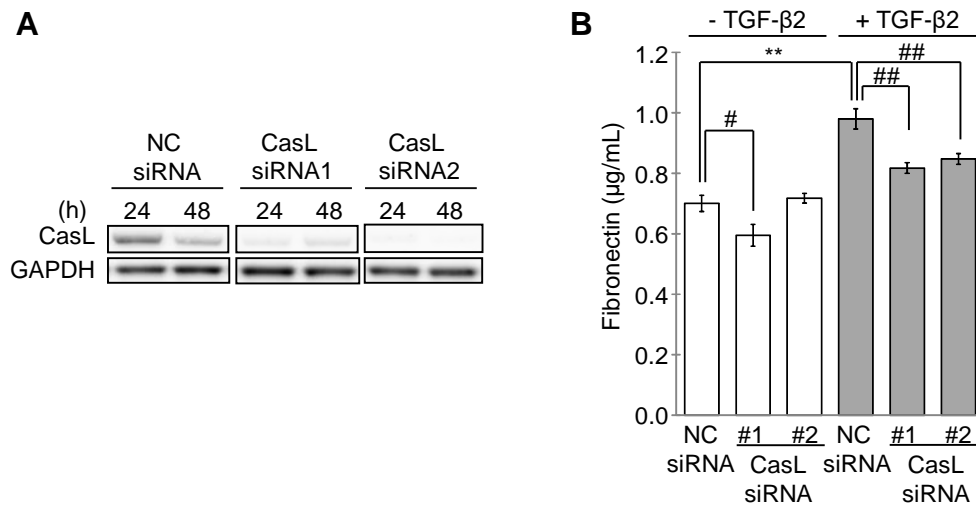 A
NC
siRNA
CasL
siRNA1
CasL
siRNA2
(h) 24 48 24 48 24 48
CasL
GAPDH
B
- TGF-β2 + TGF-β2
Fibronectin (μg/mL)
1.2
1.0
0.8
0.6
0.4
0.2
0.0
**
#
##
##
NC
siRNA
#1 #2
CasL
siRNA
NC
siRNA
#1 #2
CasL
siRNA